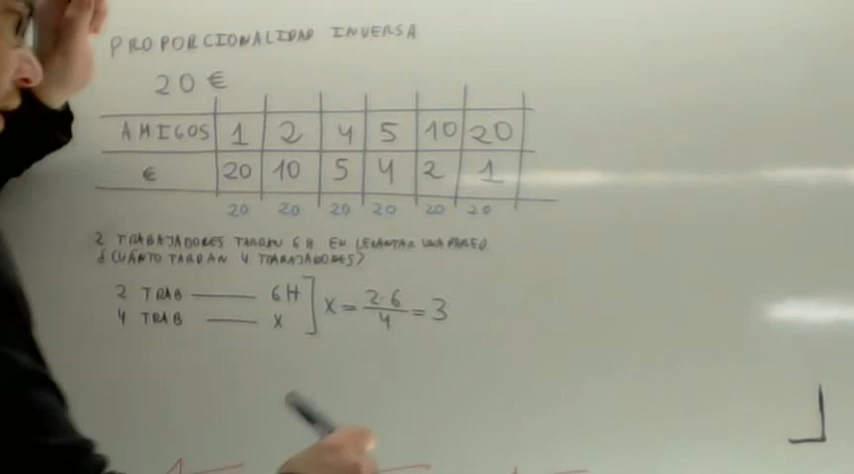 PROPORCIONALIDAD INVERSA
20 €
AMIGOS 1 2 4 5 10 20
€ 20 10 5 4 2 1
20 20 20 20 20 20
2 TRABAJADORES TARDAN 6 H EN LEVANTAR UNA PARED
¿CUÁNTO TARDAN 4 TRABAJADORES?
2 TRAB —— 6H
4 TRAB —— X
X = 2·6/4 = 3